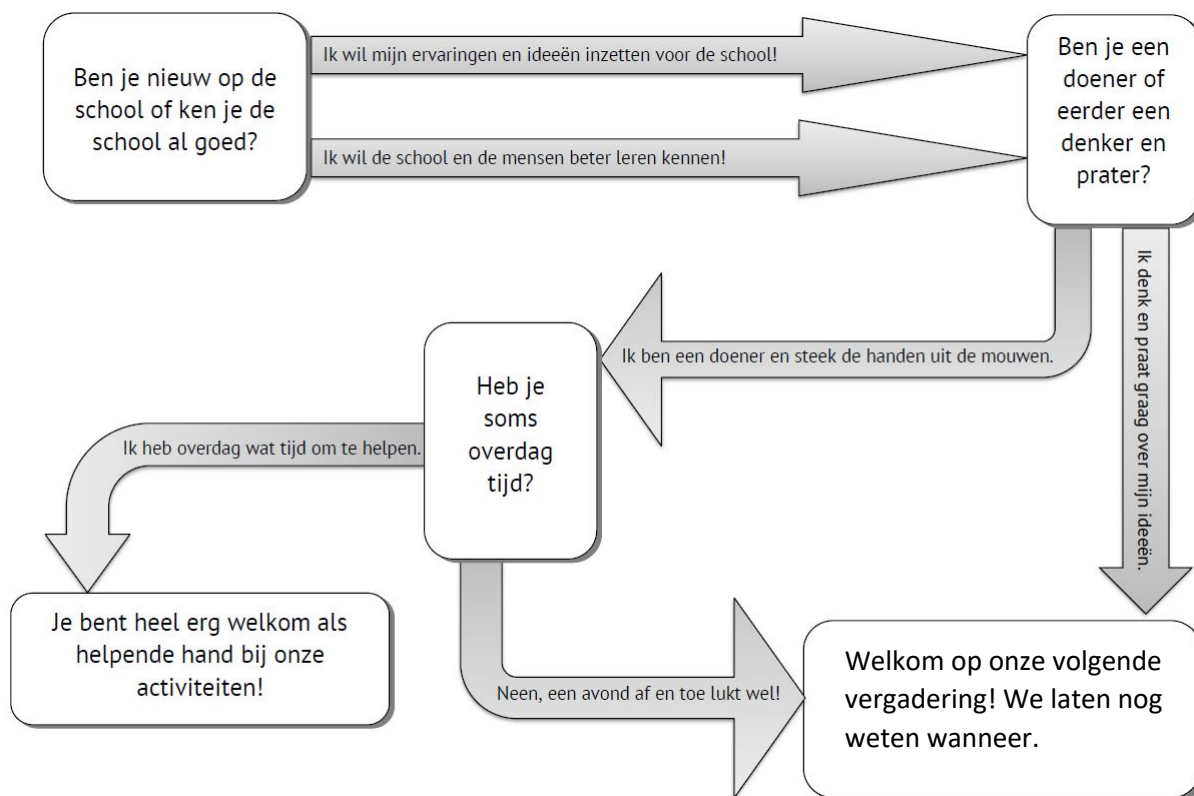 Ben je nieuw op de
school of ken je de
school al goed?
Ik wil mijn ervaringen en ideeën inzetten voor de school!
Ik wil de school en de mensen beter leren kennen!
Ben je een
doener of
eerder een
denker en
prater?
Ik denk en praat graag over mijn ideeën.
Ik ben een doener en steek de handen uit de mouwen.
Heb je
soms
overdag
tijd?
Ik heb overdag wat tijd om te helpen.
Je bent heel erg welkom als
helpende hand bij onze
activiteiten!
Neen, een avond af en toe lukt wel!
Welkom op onze volgende
vergadering! We laten nog
weten wanneer.